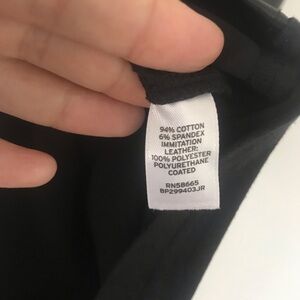 94% COTTON
6% SPANDEX
IMMITATION
LEATHER:
100% POLYESTER
POLYURETHANE
COATED
RN58665
BP299403JR